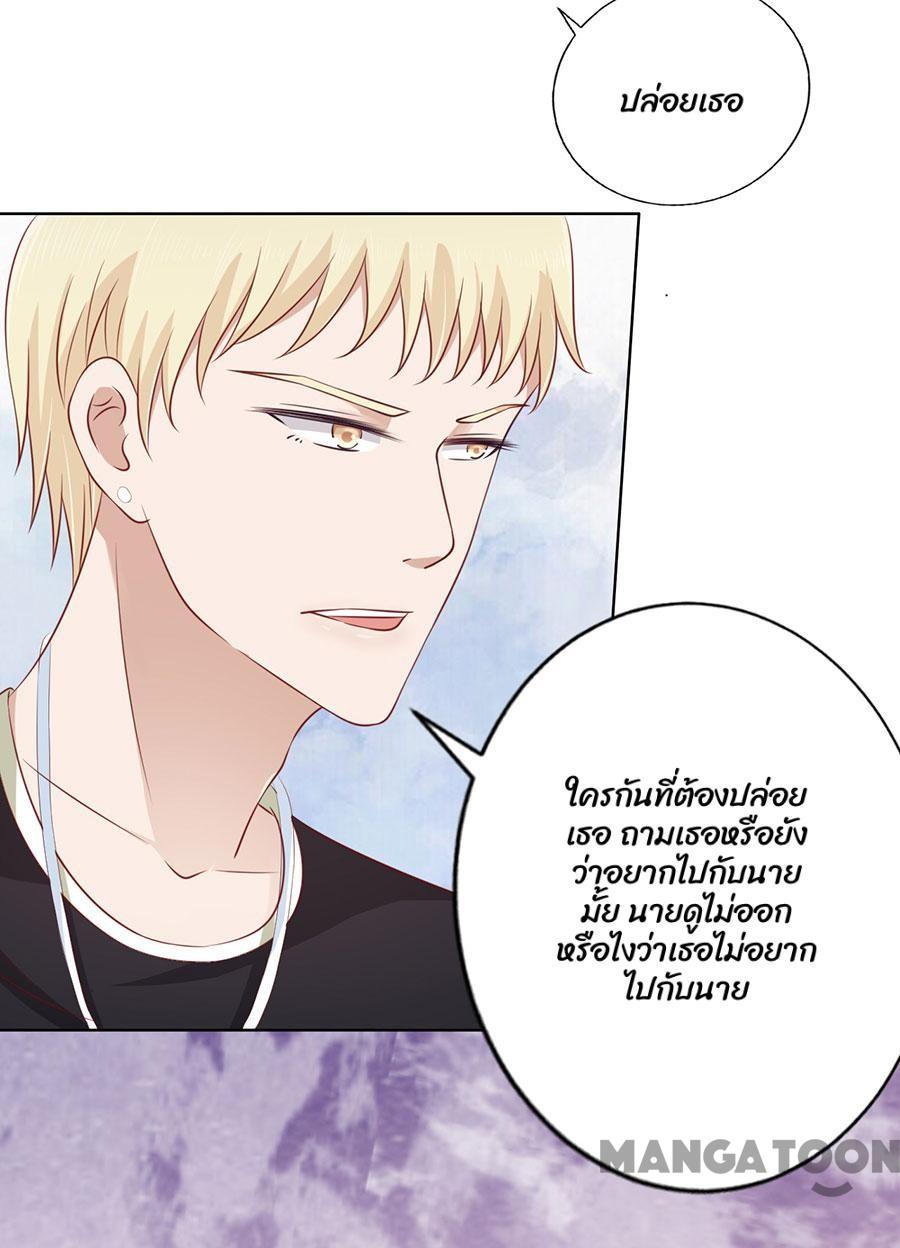 ปล่อยเธอ
ใครกันที่ต้องปล่อย
เธอ ถามเธอหรือยัง
ว่าอยากไปกับนาย
มั้ย นายดูไม่ออก
หรือไงว่าเธอไม่อยาก
ไปกับนาย
MANGATOON